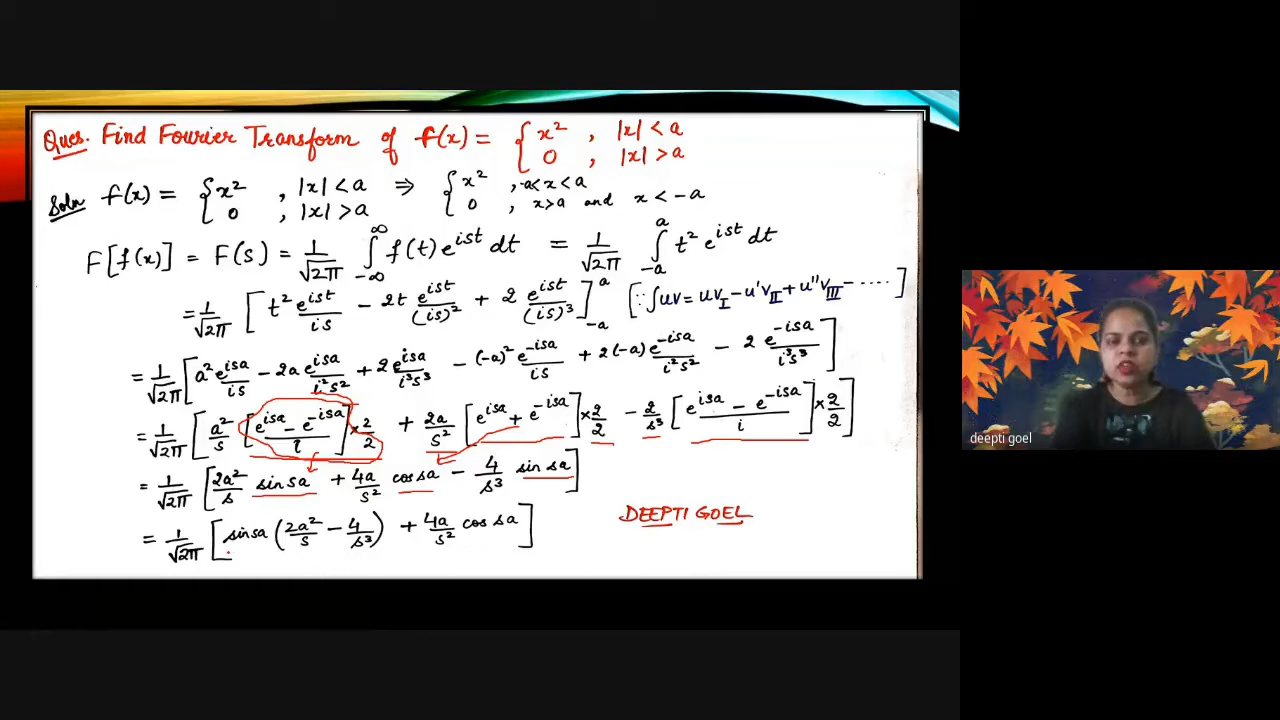 Ques. Find Fourier Transform of f(x) = { x² , |x| < a
0 , |x| > a
Soln f(x) = { x² , |x| < a ⇒ { x² , -a<x<a
0 , |x| > a 0 , x>a and x < -a
F[f(x)] = F(s) = 1/√2π ∫_{-∞}^{∞} f(t) e^{ist} dt = 1/√2π ∫_{-a}^{a} t² e^{ist} dt
= 1/√2π [ t² e^{ist}/is - 2t e^{ist}/(is)² + 2 e^{ist}/(is)³ ]_{-a}^{a} [∵ ∫uv = uv_I - u'v_II + u''v_III - ....]
= 1/√2π [ a² e^{isa}/is - 2a e^{isa}/i²s² + 2 e^{isa}/i³s³ - (-a)² e^{-isa}/is + 2(-a) e^{-isa}/i²s² - 2 e^{-isa}/i³s³ ]
= 1/√2π [ a²/s [ (e^{isa} - e^{-isa})/i ] × 2/2 + 2a/s² [ e^{isa} + e^{-isa} ] × 2/2 - 2/s³ [ (e^{isa} - e^{-isa})/i ] × 2/2 ]
= 1/√2π [ 2a²/s sin sa + 4a/s² cos sa - 4/s³ sin sa ]
= 1/√2π [ sin sa ( 2a²/s - 4/s³ ) + 4a/s² cos sa ]
DEEPTI GOEL
deepti goel